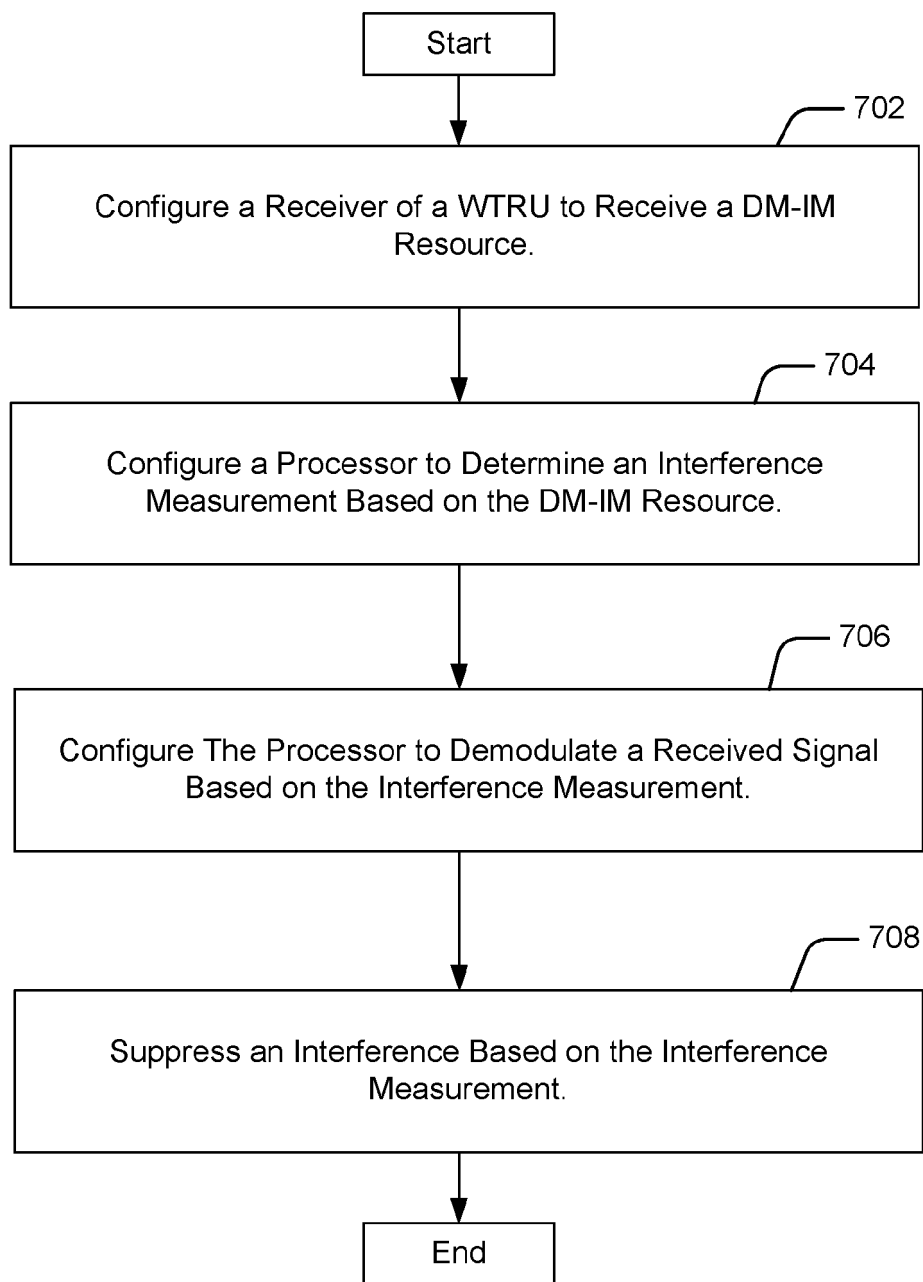 Start
702
Configure a Receiver of a WTRU to Receive a DM-IM
Resource.
704
Configure a Processor to Determine an Interference
Measurement Based on the DM-IM Resource.
706
Configure The Processor to Demodulate a Received Signal
Based on the Interference Measurement.
708
Suppress an Interference Based on the Interference
Measurement.
End